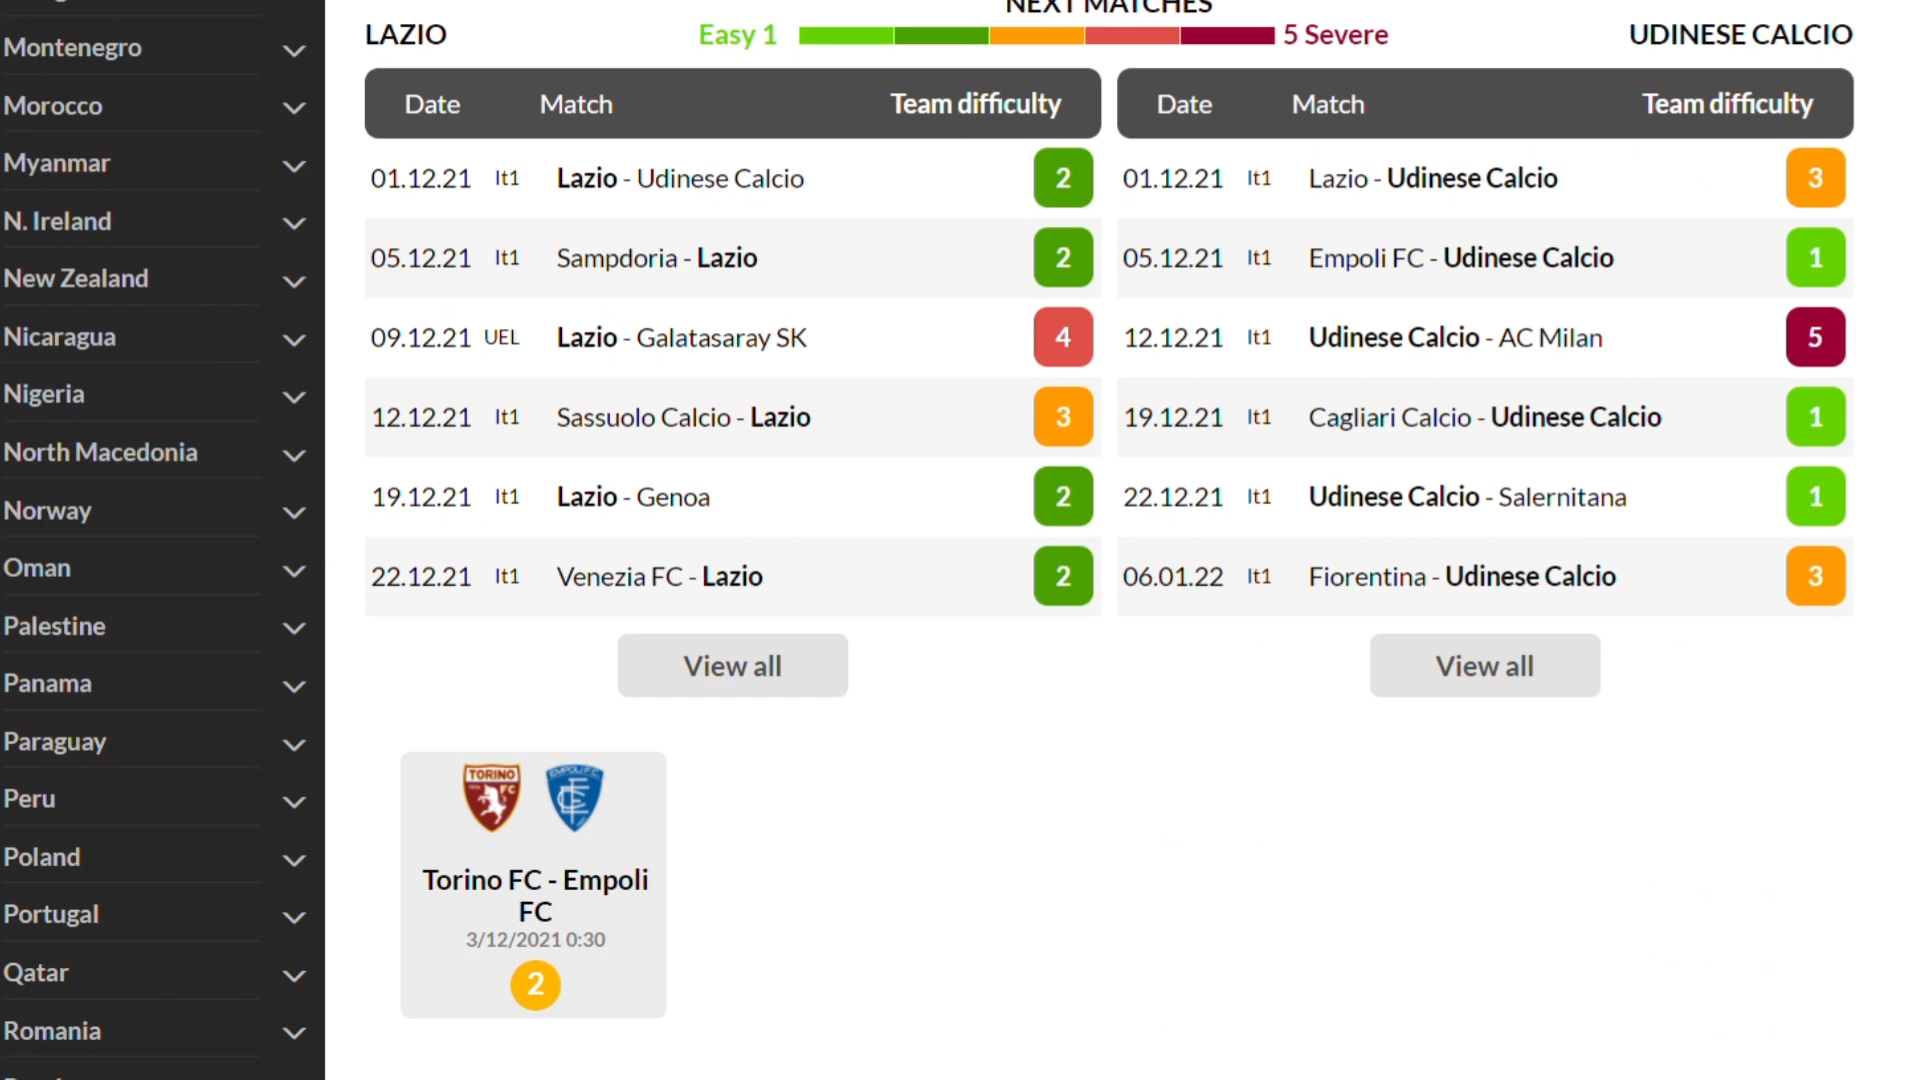 NEXT MATCHES
LAZIO
Easy 1
5 Severe
UDINESE CALCIO
Date Match Team difficulty
01.12.21 It1 Lazio - Udinese Calcio 2
05.12.21 It1 Sampdoria - Lazio 2
09.12.21 UEL Lazio - Galatasaray SK 4
12.12.21 It1 Sassuolo Calcio - Lazio 3
19.12.21 It1 Lazio - Genoa 2
22.12.21 It1 Venezia FC - Lazio 2
View all
Date Match Team difficulty
01.12.21 It1 Lazio - Udinese Calcio 3
05.12.21 It1 Empoli FC - Udinese Calcio 1
12.12.21 It1 Udinese Calcio - AC Milan 5
19.12.21 It1 Cagliari Calcio - Udinese Calcio 1
22.12.21 It1 Udinese Calcio - Salernitana 1
06.01.22 It1 Fiorentina - Udinese Calcio 3
View all
TORINO
FC
EMPOLI F.C.
Torino FC - Empoli
FC
3/12/2021 0:30
2
Montenegro
Morocco
Myanmar
N. Ireland
New Zealand
Nicaragua
Nigeria
North Macedonia
Norway
Oman
Palestine
Panama
Paraguay
Peru
Poland
Portugal
Qatar
Romania